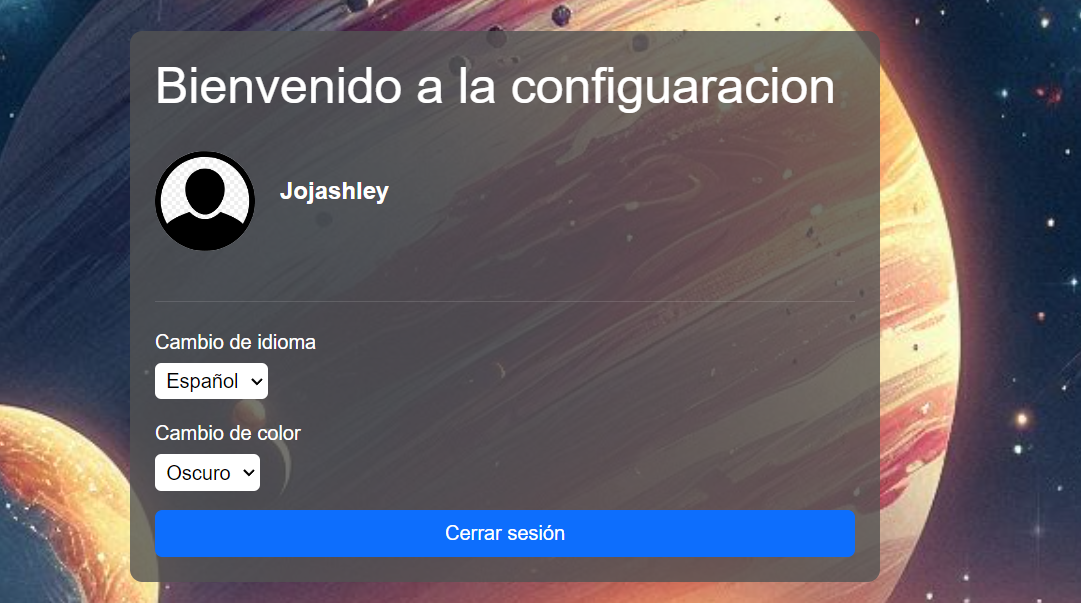 Bienvenido a la configuaracion
Jojashley
Cambio de idioma
Español
Cambio de color
Oscuro
Cerrar sesión